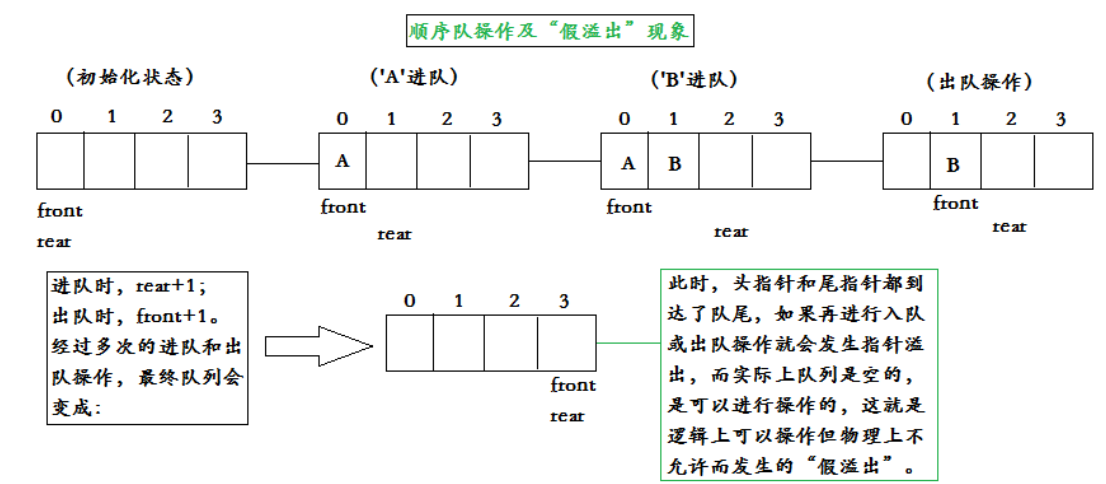 顺序队操作及“假溢出”现象
(初始化状态) ('A'进队) ('B'进队) (出队操作)
0 1 2 3 0 1 2 3 0 1 2 3 0 1 2 3
A A B B
front front front front
rear rear rear rear
进队时，rear+1；
出队时，front+1。
经过多次的进队和出
队操作，最终队列会
变成：
0 1 2 3
front
rear
此时，头指针和尾指针都到
达了队尾，如果再进行入队
或出队操作就会发生指针溢
出，而实际上队列是空的，
是可以进行操作的，这就是
逻辑上可以操作但物理上不
允许而发生的“假溢出”。